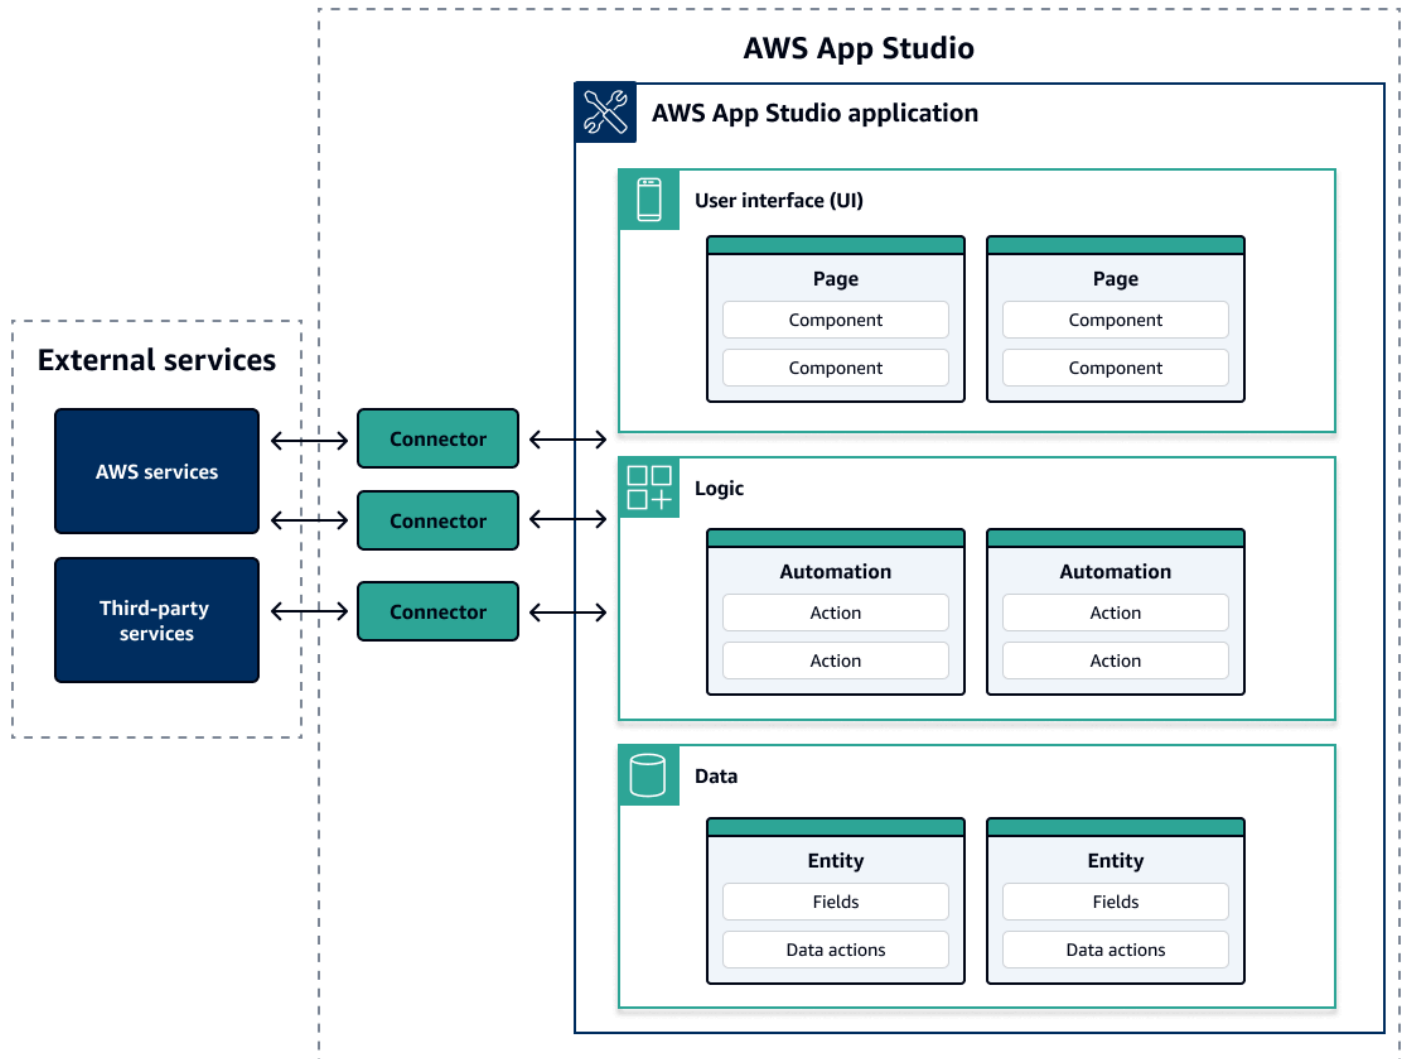 AWS App Studio
AWS App Studio application
User interface (UI)
Page
Component
Component
Page
Component
Component
External services
AWS services
Third-party
services
Connector
Connector
Connector
Logic
Automation
Action
Action
Automation
Action
Action
Data
Entity
Fields
Data actions
Entity
Fields
Data actions